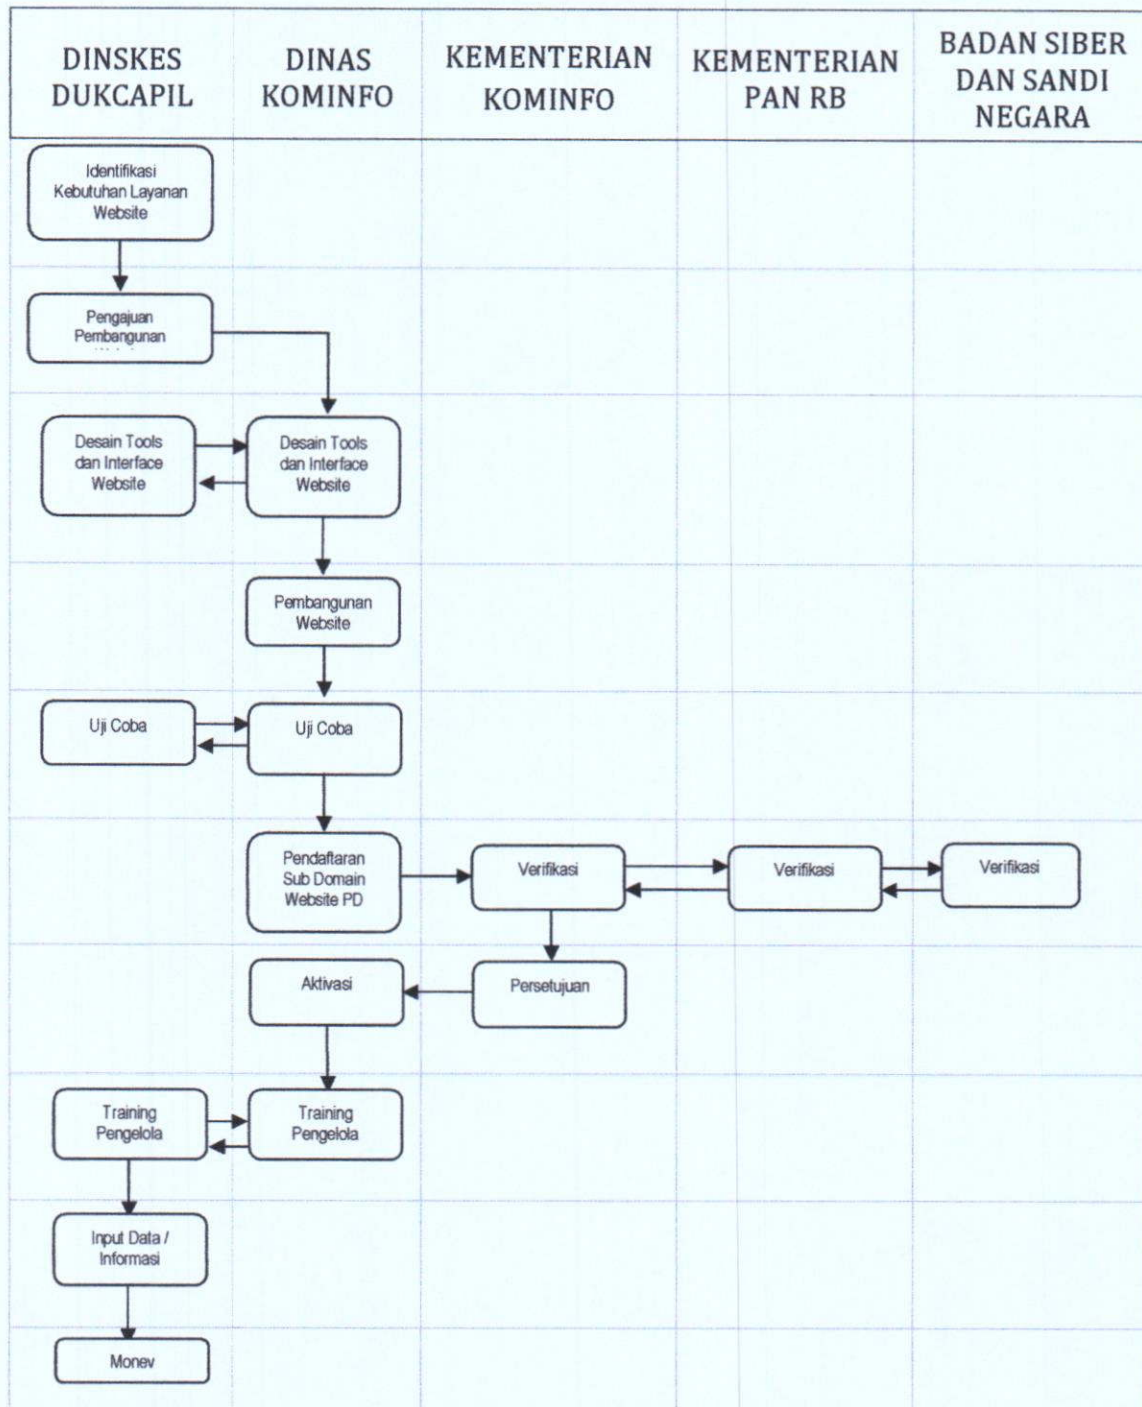 DINSKES
DUKCAPIL
DINAS
KOMINFO
KEMENTERIAN
KOMINFO
KEMENTERIAN
PAN RB
BADAN SIBER
DAN SANDI
NEGARA
Identifikasi
Kebutuhan Layanan
Website
Pengajuan
Pembangunan
Desain Tools
dan Interface
Website
Desain Tools
dan Interface
Website
Pembangunan
Website
Uji Coba
Uji Coba
Pendaftaran
Sub Domain
Website PD
Verifikasi
Verifikasi
Verifikasi
Aktivasi
Persetujuan
Training
Pengelola
Training
Pengelola
Input Data /
Informasi
Monev